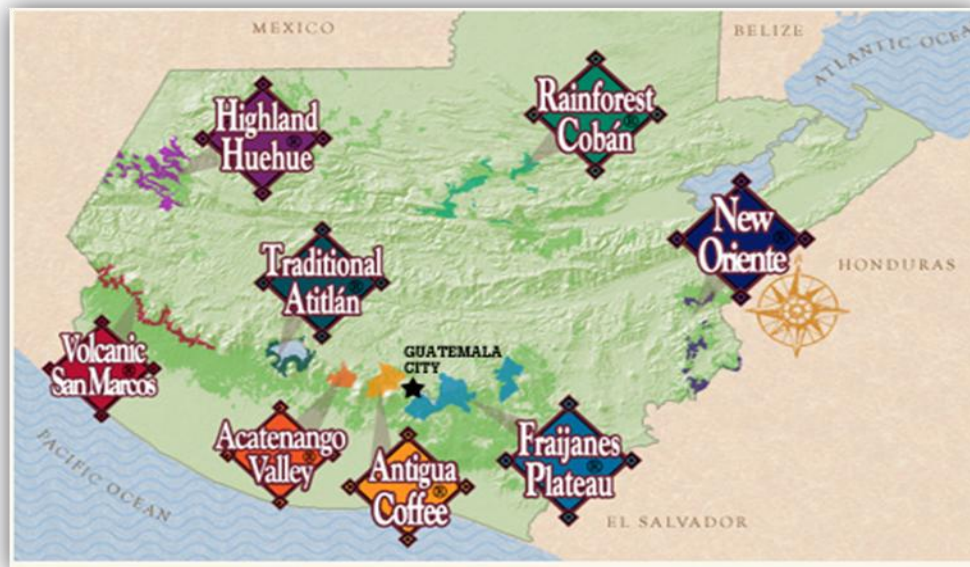 MEXICO
BELIZE
ATLANTIC OCEA
Highland
Huehue®
Rainforest
Cobán®
New
Oriente®
HONDURAS
Traditional
Atitlán®
Volcanic
San Marcos®
GUATEMALA
CITY
Acatenango
Valley®
Antigua
Coffee®
Fraijanes
Plateau®
PACIFIC OCEAN
EL SALVADOR